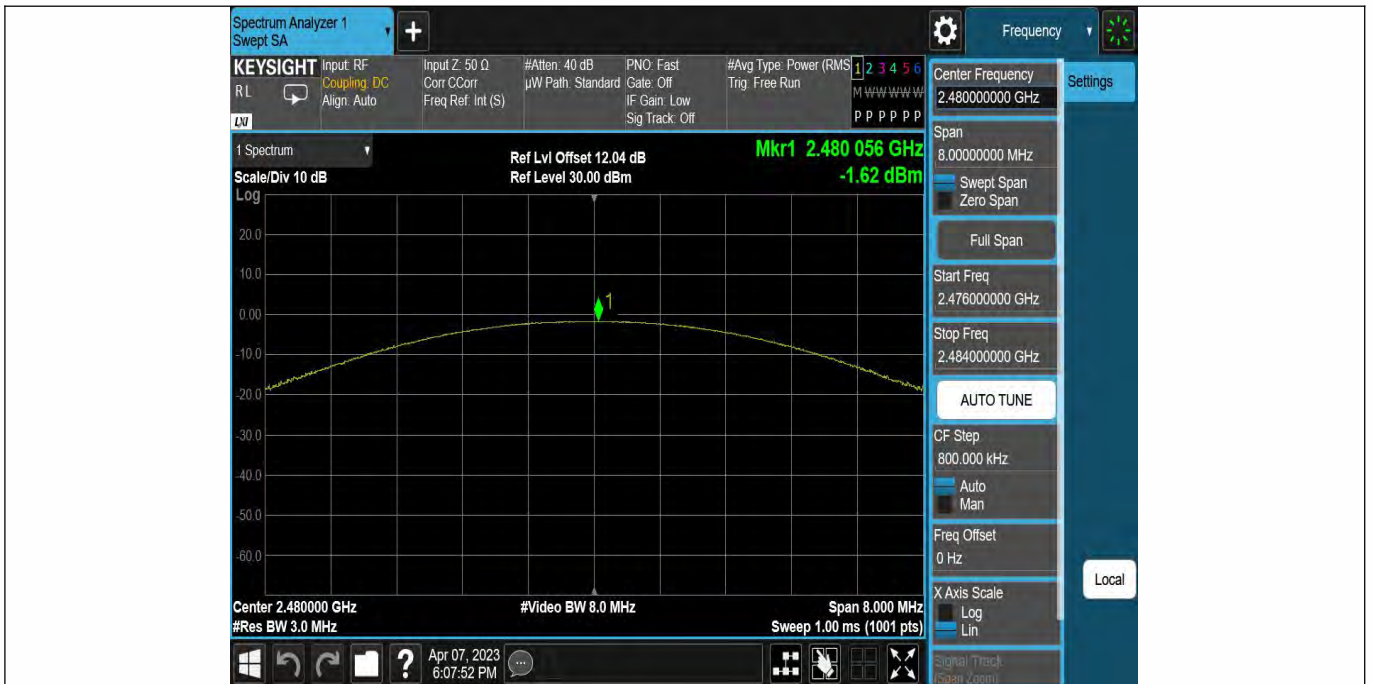 Spectrum Analyzer 1
Swept SA
Frequency
KEYSIGHT
RL
LXI
Input: RF
Coupling: DC
Align: Auto
Input Z: 50 Ω
Corr CCorr
Freq Ref: Int (S)
#Atten: 40 dB
µW Path: Standard
PNO: Fast
Gate: Off
IF Gain: Low
Sig Track: Off
#Avg Type: Power (RMS
Trig: Free Run
1 2 3 4 5 6
M W W W W W
P P P P P P
1 Spectrum
Scale/Div 10 dB
Log
Ref Lvl Offset 12.04 dB
Ref Level 30.00 dBm
Mkr1 2.480 056 GHz
-1.62 dBm
1
20.0
10.0
0.00
-10.0
-20.0
-30.0
-40.0
-50.0
-60.0
Center 2.480000 GHz
#Res BW 3.0 MHz
#Video BW 8.0 MHz
Span 8.000 MHz
Sweep 1.00 ms (1001 pts)
Center Frequency
2.480000000 GHz
Settings
Span
8.00000000 MHz
Swept Span
Zero Span
Full Span
Start Freq
2.476000000 GHz
Stop Freq
2.484000000 GHz
AUTO TUNE
CF Step
800.000 kHz
Auto
Man
Freq Offset
0 Hz
X Axis Scale
Log
Lin
Signal Track
(Span Zoom)
Local
?
Apr 07, 2023
6:07:52 PM